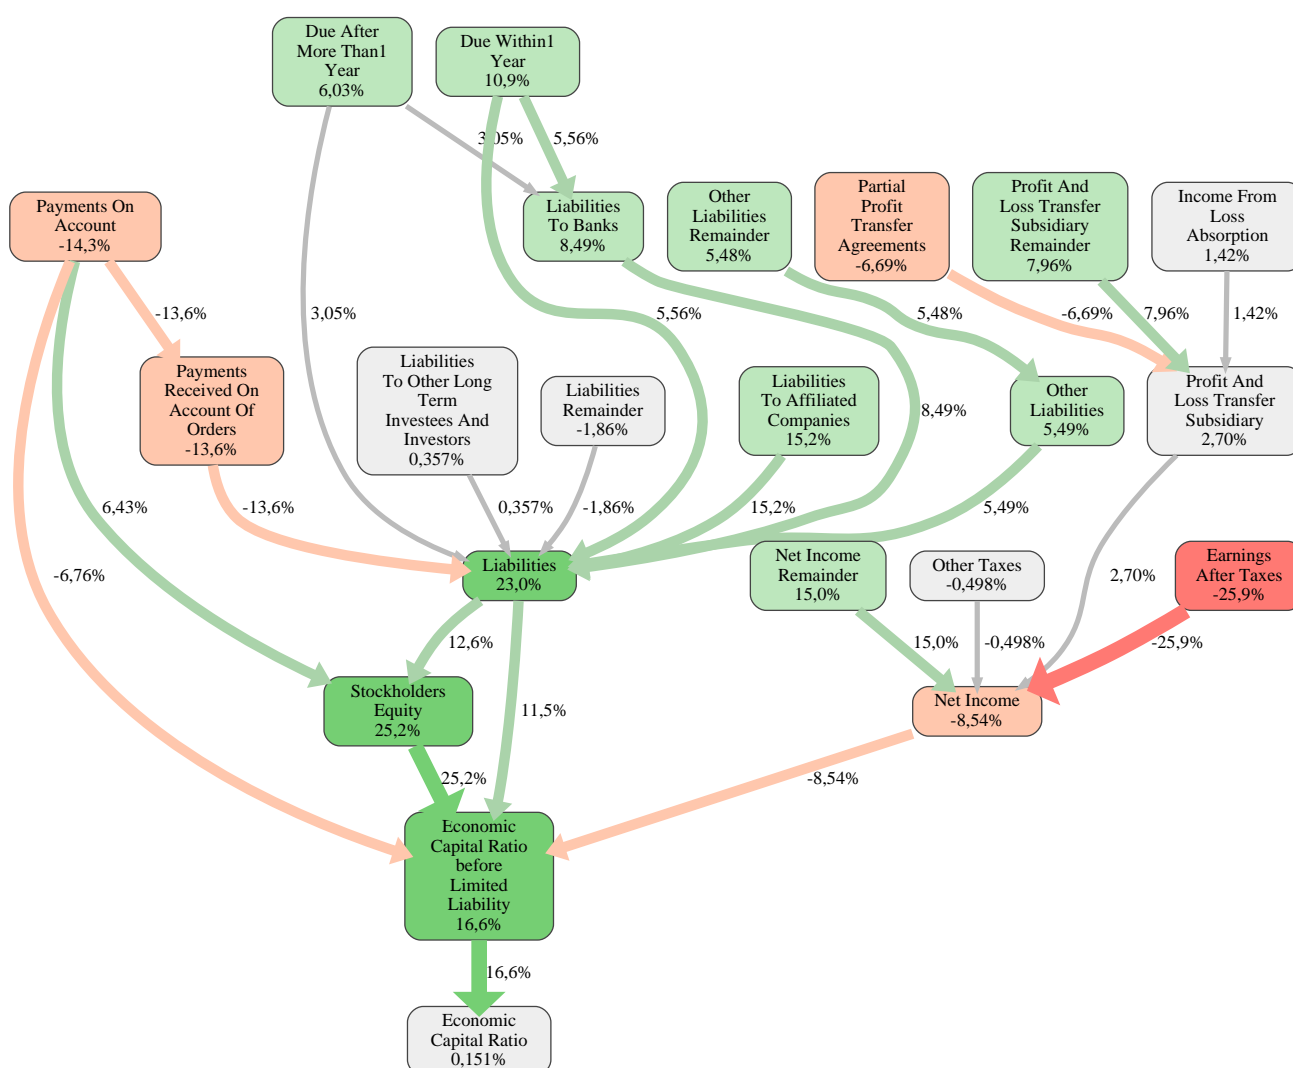 Due After
More Than1
Year
6,03%
Due Within1
Year
10,9%
3,05%
5,56%
Payments On
Account
-14,3%
Liabilities
To Banks
8,49%
Other
Liabilities
Remainder
5,48%
Partial
Profit
Transfer
Agreements
-6,69%
Profit And
Loss Transfer
Subsidiary
Remainder
7,96%
Income From
Loss
Absorption
1,42%
-13,6%
3,05%
5,56%
5,48%
-6,69%
7,96%
1,42%
Payments
Received On
Account Of
Orders
-13,6%
Liabilities
To Other Long
Term
Investees And
Investors
0,357%
Liabilities
Remainder
-1,86%
Liabilities
To Affiliated
Companies
15,2%
8,49%
Other
Liabilities
5,49%
Profit And
Loss Transfer
Subsidiary
2,70%
6,43%
-13,6%
0,357%
-1,86%
15,2%
5,49%
-6,76%
Liabilities
23,0%
Net Income
Remainder
15,0%
Other Taxes
-0,498%
2,70%
Earnings
After Taxes
-25,9%
12,6%
15,0%
-0,498%
-25,9%
Stockholders
Equity
25,2%
11,5%
Net Income
-8,54%
25,2%
-8,54%
Economic
Capital Ratio
before
Limited
Liability
16,6%
16,6%
Economic
Capital Ratio
0,151%